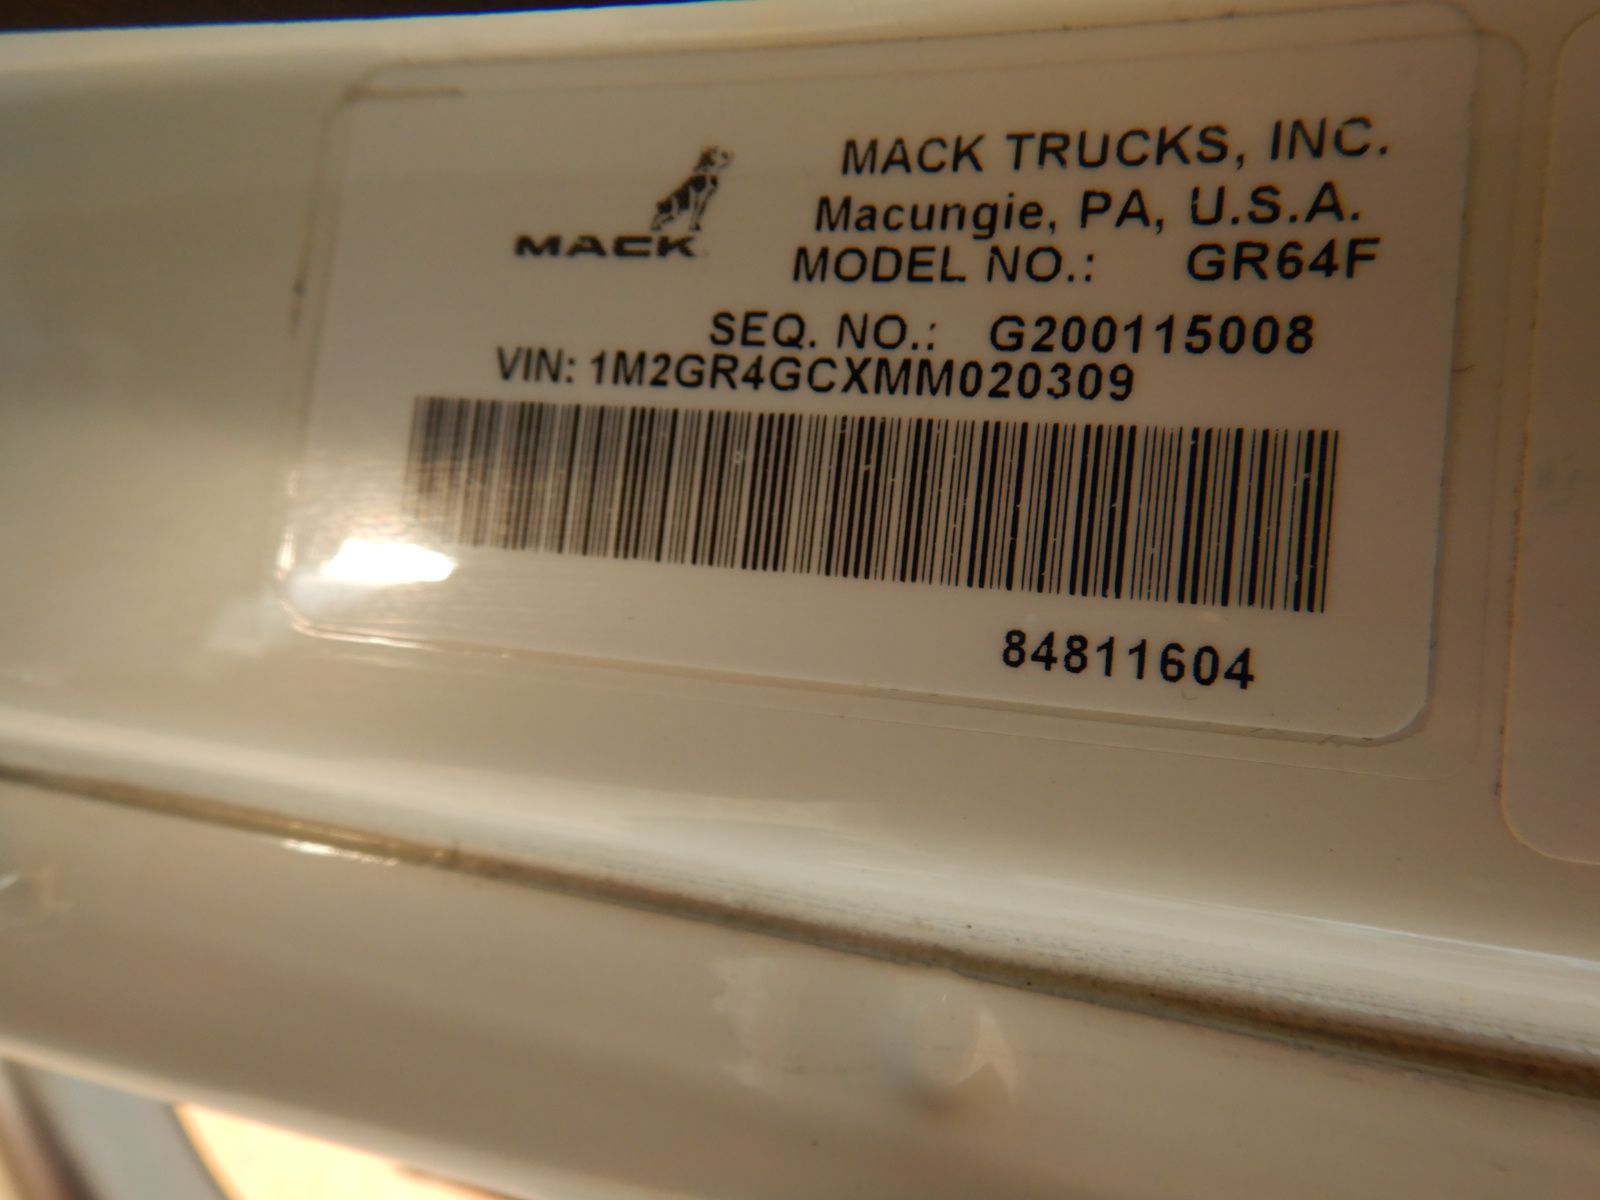 MACK
MACK TRUCKS, INC.
Macungie, PA, U.S.A.
MODEL NO.: GR64F
SEQ. NO.: G200115008
VIN: 1M2GR4GCXMM020309
84811604